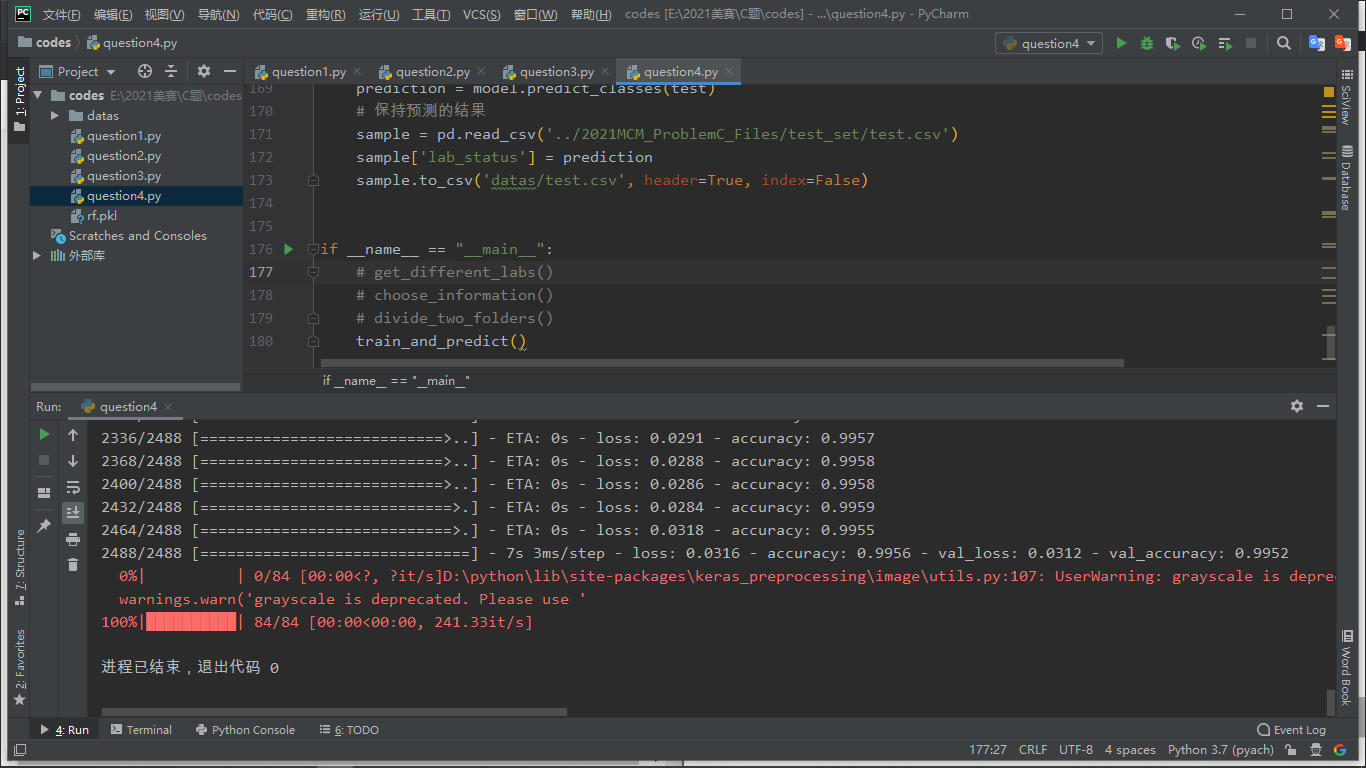 PC 文件(F) 编辑(E) 视图(V) 导航(N) 代码(C) 重构(R) 运行(U) 工具(T) VCS(S) 窗口(W) 帮助(H) codes [E:\2021美赛\C题\codes] - ...\question4.py - PyCharm
codes question4.py question4
Project question1.py question2.py question3.py question4.py
1: Project
codes E:\2021美赛\C题\codes
datas
question1.py
question2.py
question3.py
question4.py
rf.pkl
Scratches and Consoles
外部库
169 prediction = model.predict_classes(test)
170 # 保持预测的结果
171 sample = pd.read_csv('../2021MCM_ProblemC_Files/test_set/test.csv')
172 sample['lab_status'] = prediction
173 sample.to_csv('datas/test.csv', header=True, index=False)
174
175
176 if __name__ == "__main__":
177 # get_different_labs()
178 # choose_information()
179 # divide_two_folders()
180 train_and_predict()
if __name__ == "__main__"
SciView
Database
Word Book
Run: question4
2336/2488 [===========================>..] - ETA: 0s - loss: 0.0291 - accuracy: 0.9957
2368/2488 [===========================>..] - ETA: 0s - loss: 0.0288 - accuracy: 0.9958
2400/2488 [===========================>..] - ETA: 0s - loss: 0.0286 - accuracy: 0.9958
2432/2488 [============================>.] - ETA: 0s - loss: 0.0284 - accuracy: 0.9959
2464/2488 [============================>.] - ETA: 0s - loss: 0.0318 - accuracy: 0.9955
2488/2488 [==============================] - 7s 3ms/step - loss: 0.0316 - accuracy: 0.9956 - val_loss: 0.0312 - val_accuracy: 0.9952
0%| | 0/84 [00:00<?, ?it/s]D:\python\lib\site-packages\keras_preprocessing\image\utils.py:107: UserWarning: grayscale is depre
warnings.warn('grayscale is deprecated. Please use '
100%|██████████| 84/84 [00:00<00:00, 241.33it/s]
进程已结束，退出代码 0
7: Structure
2: Favorites
4: Run Terminal Python Console 6: TODO Event Log
177:27 CRLF UTF-8 4 spaces Python 3.7 (pyach)